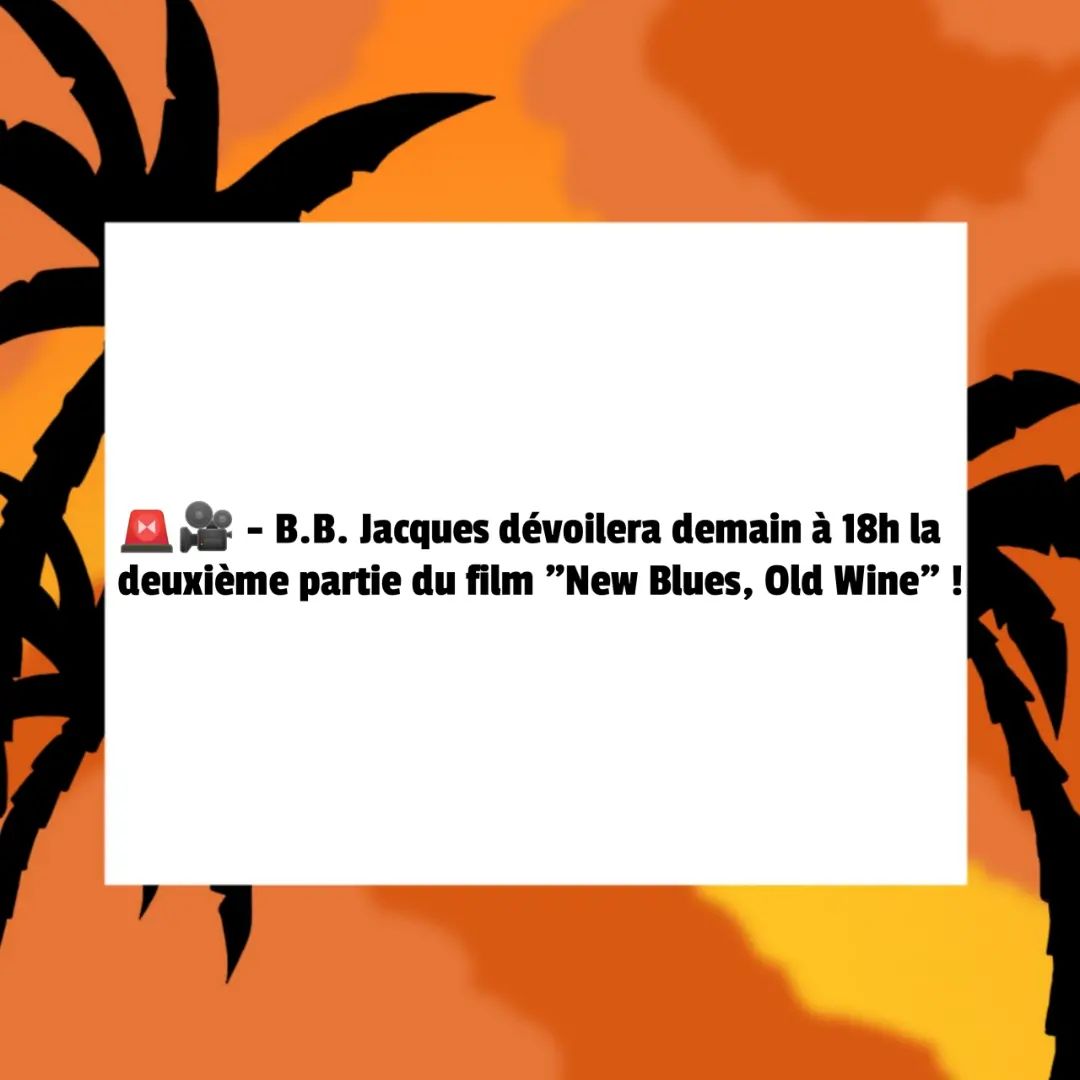 🚨🎥 - B.B. Jacques dévoilera demain à 18h la
deuxième partie du film ”New Blues, Old Wine” !